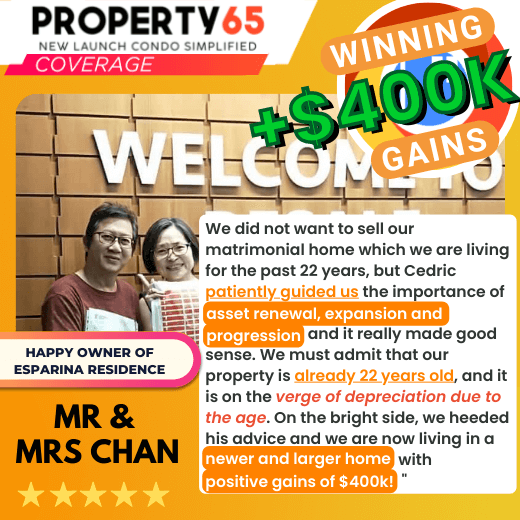 PROPERTY65
NEW LAUNCH CONDO SIMPLIFIED
COVERAGE
WINNING
+$400K
GAINS
WELCOME TO
We did not want to sell our
matrimonial home which we are living
for the past 22 years, but Cedric
patiently guided us the importance of
asset renewal, expansion and
progression and it really made good
sense. We must admit that our
property is already 22 years old, and it
is on the verge of depreciation due to
the age. On the bright side, we heeded
his advice and we are now living in a
newer and larger home with
positive gains of $400k! "
HAPPY OWNER OF
ESPARINA RESIDENCE
MR &
MRS CHAN